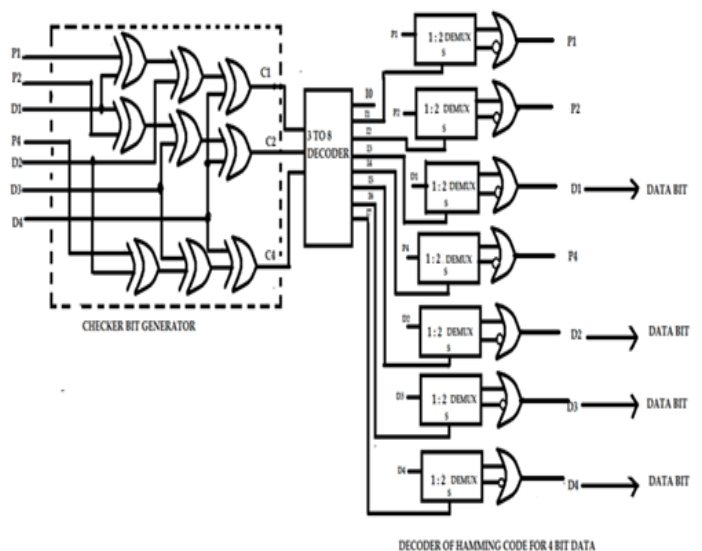 P1
P2
D1
P4
D2
D3
D4
C1
C2
C4
CHECKER BIT GENERATOR
3 TO 8
DECODER
I0
I1
I2
I3
I4
I5
I6
P1
1:2 DEMUX
S
P1
P2
1:2 DEMUX
S
P2
D1
1:2 DEMUX
S
D1
DATA BIT
P4
1:2 DEMUX
S
P4
D2
1:2 DEMUX
S
D2
DATA BIT
D3
1:2 DEMUX
S
D3
DATA BIT
D4
1:2 DEMUX
S
D4
DATA BIT
DECODER OF HAMMING CODE FOR 4 BIT DATA